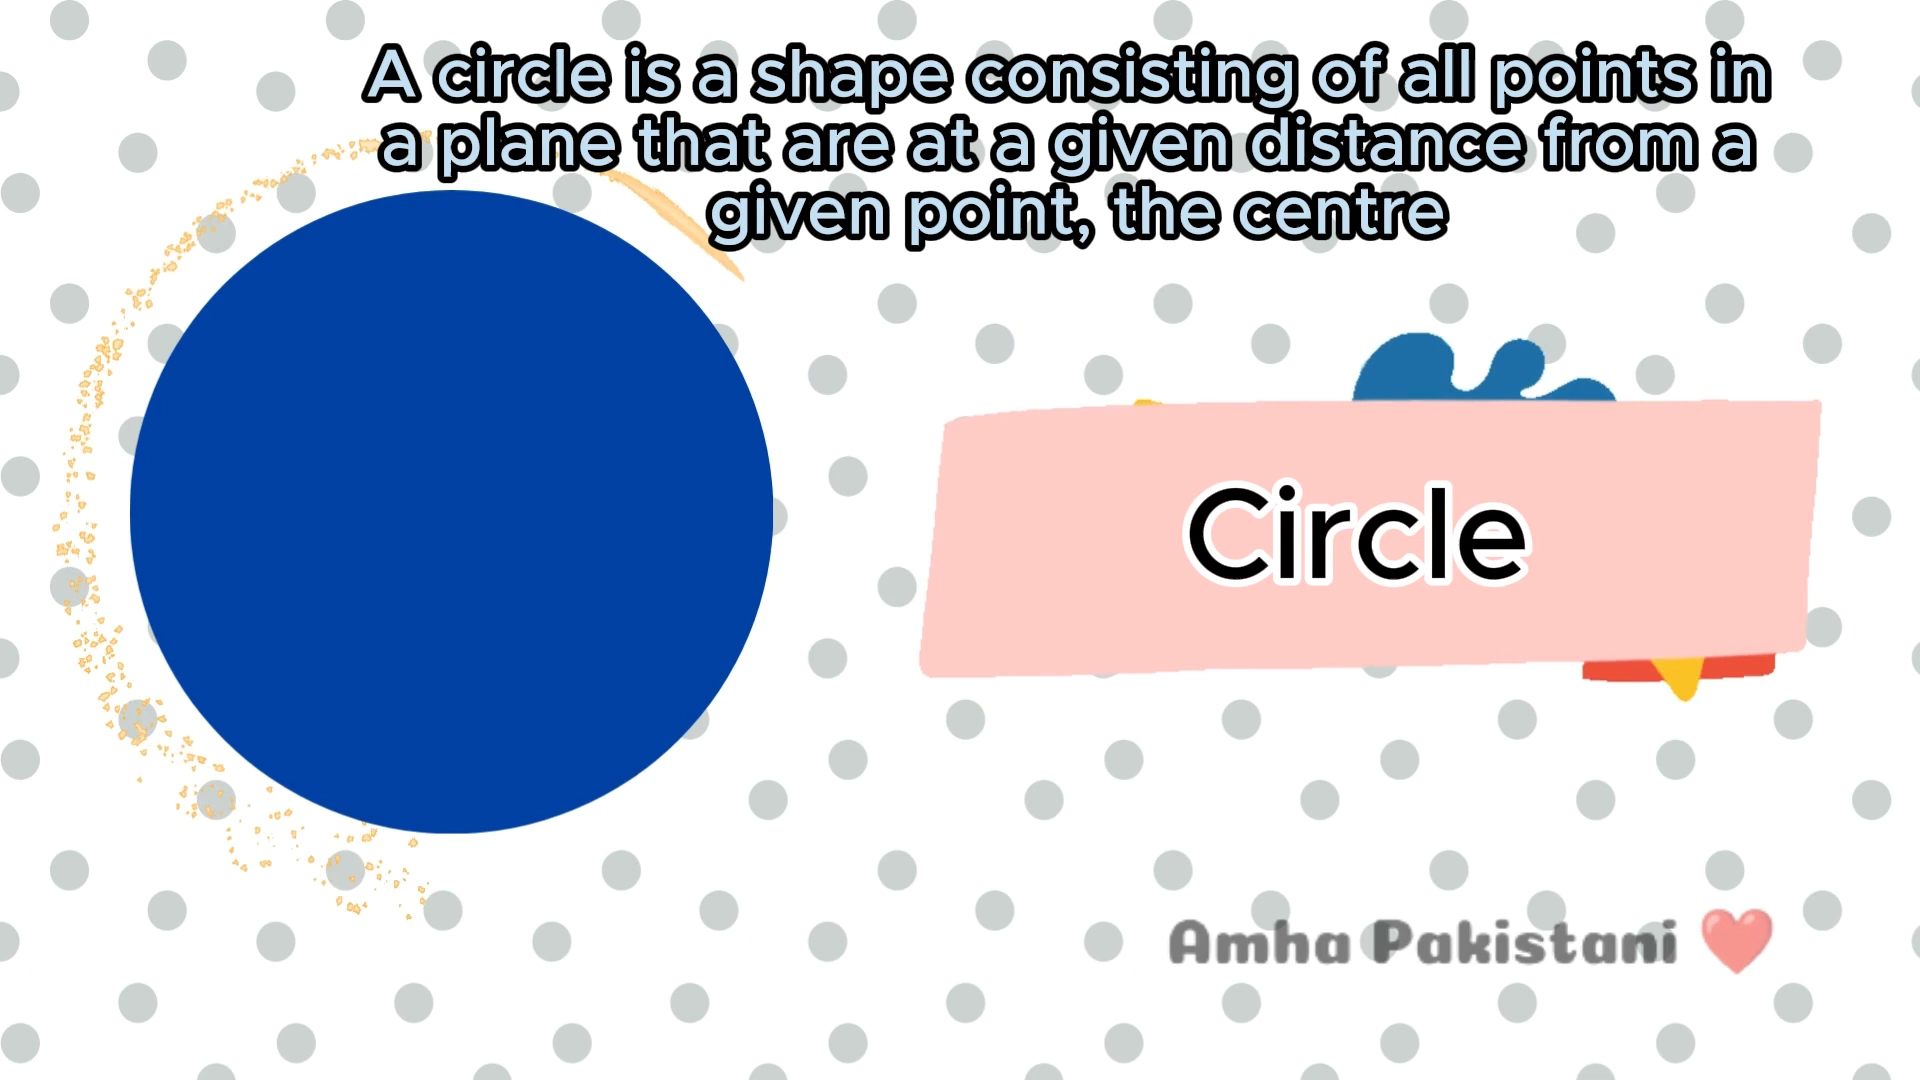 A circle is a shape consisting of all points in
a plane that are at a given distance from a
given point, the centre
Circle
Amha Pakistani ❤